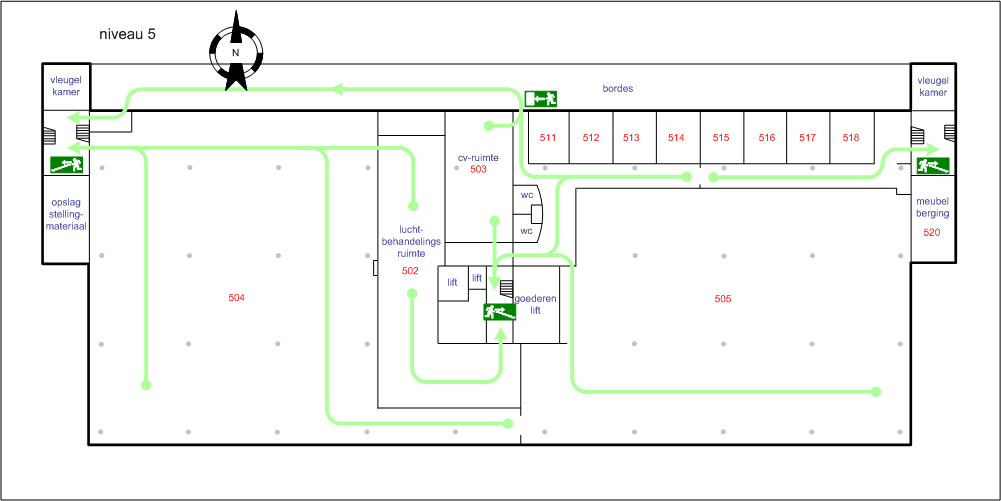 niveau 5
N
vleugel
kamer
bordes
vleugel
kamer
511
512
513
514
515
516
517
518
cv-ruimte
503
wc
wc
opslag
stelling-
materiaal
meubel
berging
520
lucht-
behandelings
ruimte
502
lift
lift
goederen
lift
504
505